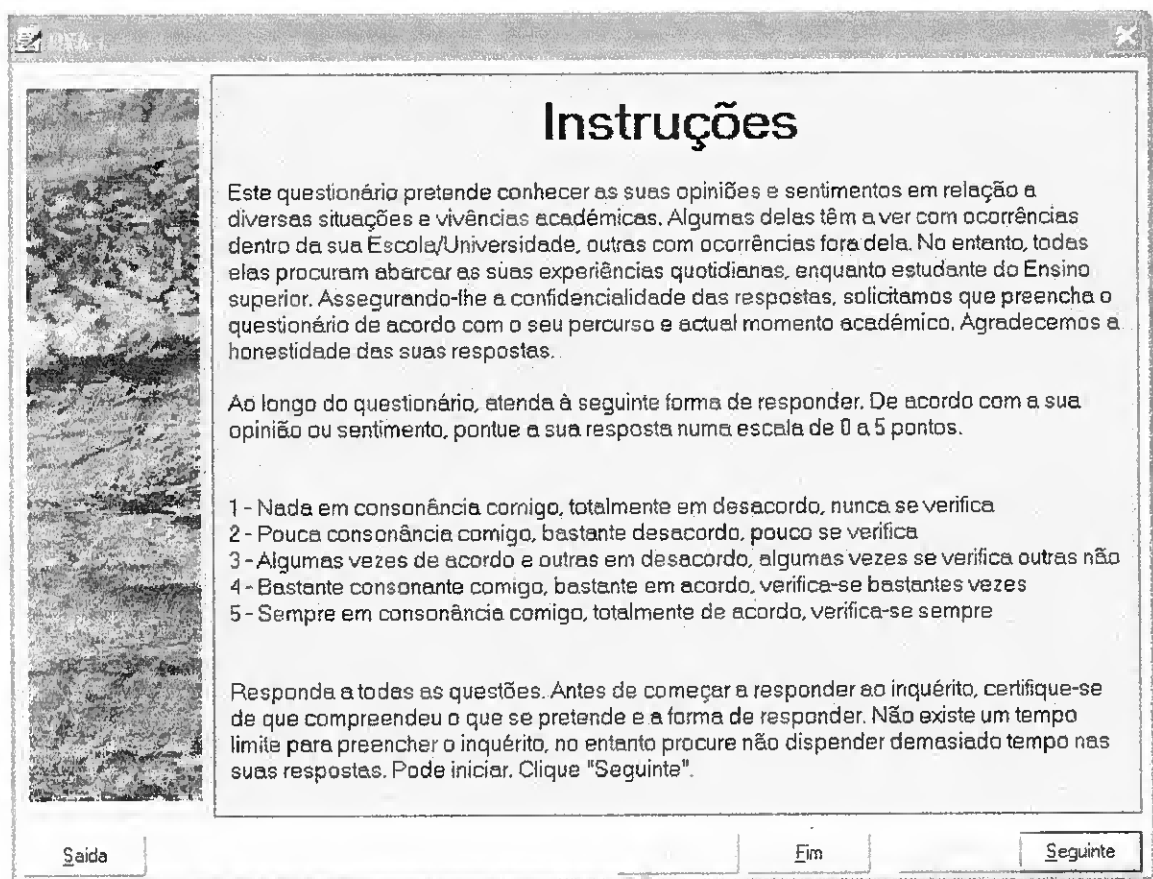 Instruções
Este questionário pretende conhecer as suas opiniões e sentimentos em relação a
diversas situações e vivências académicas. Algumas delas têm a ver com ocorrências
dentro da sua Escola/Universidade, outras com ocorrências fora dela. No entanto, todas
elas procuram abarcar as suas experiências quotidianas, enquanto estudante do Ensino
superior. Assegurando-lhe a confidencialidade das respostas, solicitamos que preencha o
questionário de acordo com o seu percurso e actual momento académico. Agradecemos a
honestidade das suas respostas.
Ao longo do questionário, atenda à seguinte forma de responder. De acordo com a sua
opinião ou sentimento, pontue a sua resposta numa escala de 0 a 5 pontos.
1 - Nada em consonância comigo, totalmente em desacordo, nunca se verifica
2 - Pouca consonância comigo, bastante desacordo, pouco se verifica
3 - Algumas vezes de acordo e outras em desacordo, algumas vezes se verifica outras não
4 - Bastante consonante comigo, bastante em acordo, verifica-se bastantes vezes
5 - Sempre em consonância comigo, totalmente de acordo, verifica-se sempre
Responda a todas as questões. Antes de começar a responder ao inquérito, certifique-se
de que compreendeu o que se pretende e a forma de responder. Não existe um tempo
limite para preencher o inquérito, no entanto procure não dispender demasiado tempo nas
suas respostas. Pode iniciar. Clique "Seguinte".
Saida
Fim
Seguinte